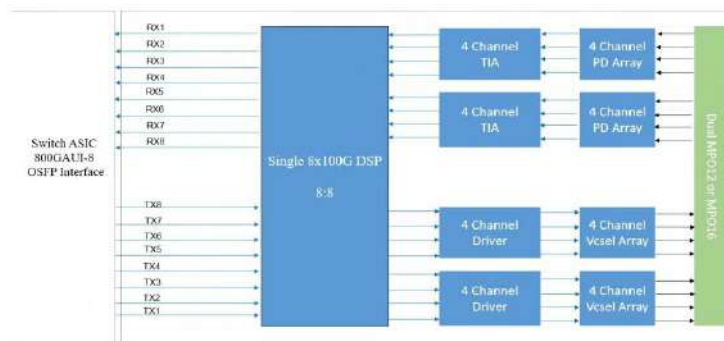 RX1
RX2
RX3
RX4
RX5
RX6
RX7
RX8
Switch ASIC
800GAUI-8
OSFP Interface
TX8
TX7
TX6
TX5
TX4
TX3
TX2
TX1
Single 8x100G DSP
8:8
4 Channel
TIA
4 Channel
PD Array
4 Channel
TIA
4 Channel
PD Array
4 Channel
Driver
4 Channel
Vcsel Array
4 Channel
Driver
4 Channel
Vcsel Array
Dual MPO12 or MPO16